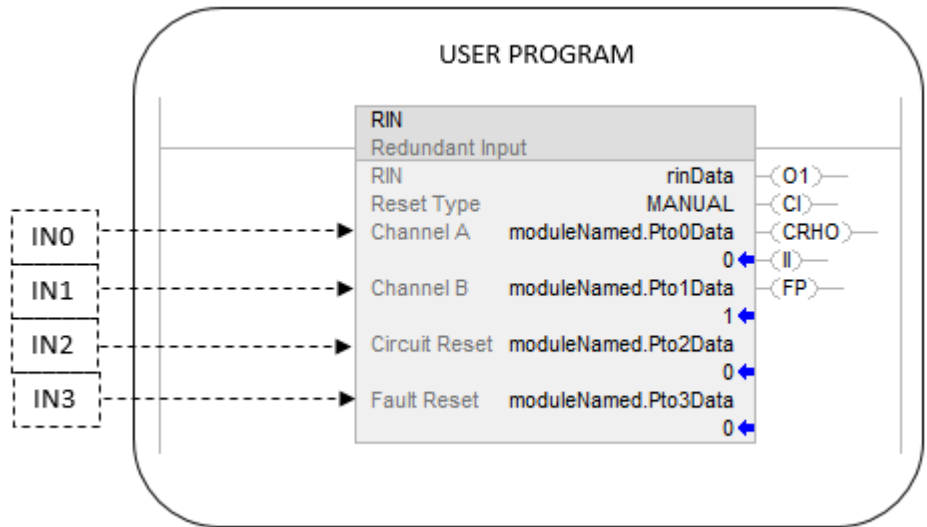 USER PROGRAM
RIN
Redundant Input
RIN rinData O1
Reset Type MANUAL CI
IN0 Channel A moduleNamed.Pto0Data CRHO
0 II
IN1 Channel B moduleNamed.Pto1Data FP
1
IN2 Circuit Reset moduleNamed.Pto2Data
0
IN3 Fault Reset moduleNamed.Pto3Data
0